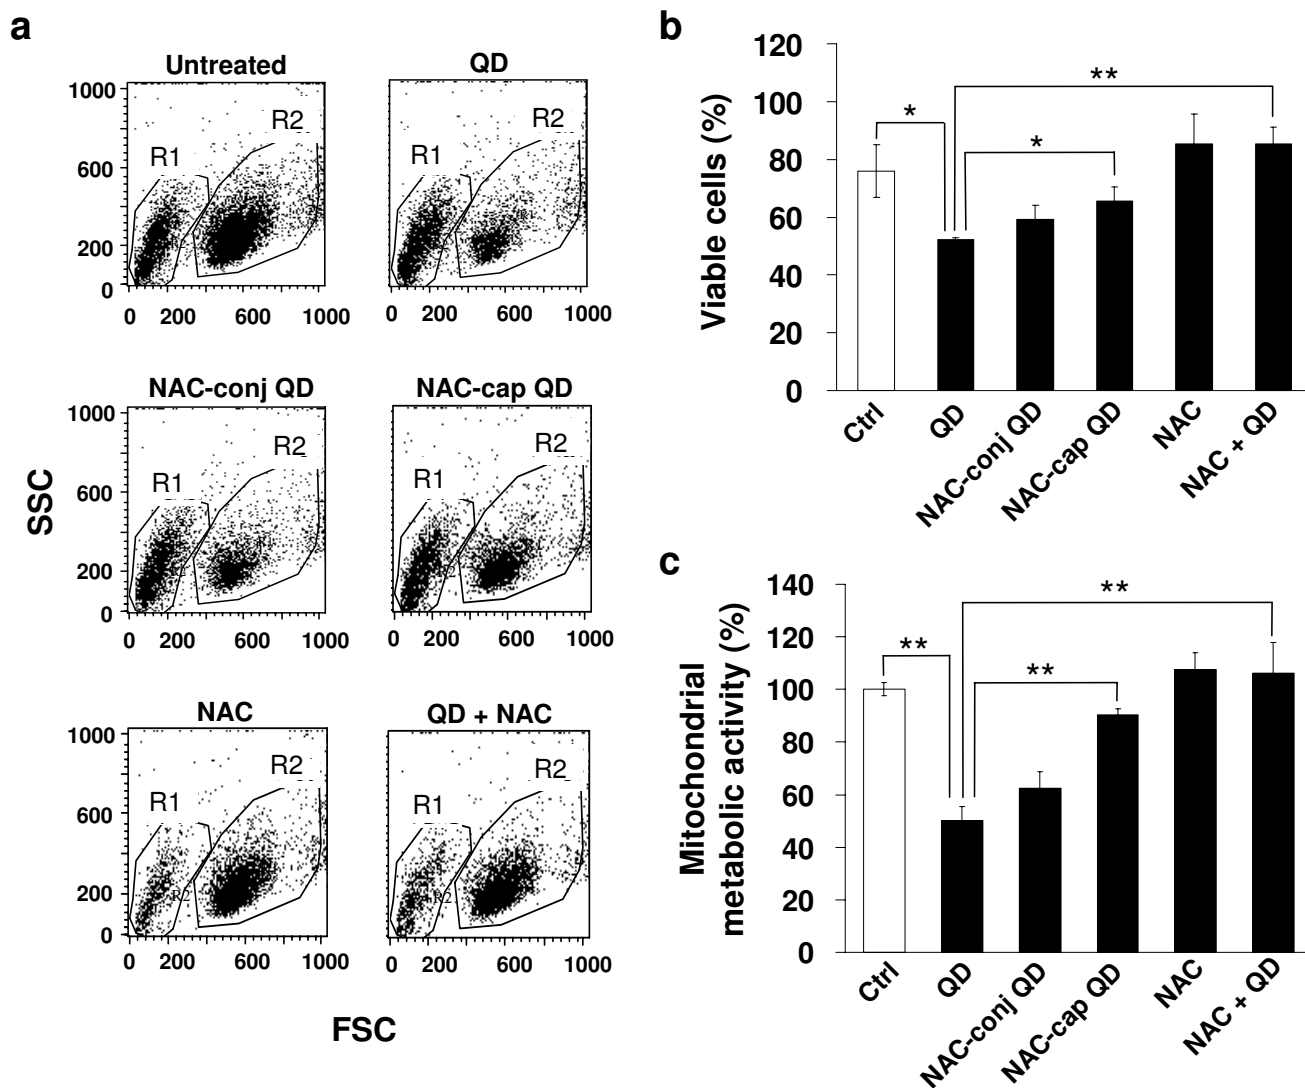 a
Untreated
QD
1000
600
200
0
R1
R2
R1
R2
0 200 600 1000
0 200 600 1000
NAC-conj QD
NAC-cap QD
1000
600
200
0
R1
R2
R1
R2
0 200 600 1000
0 200 600 1000
NAC
QD + NAC
1000
600
200
0
R1
R2
R2
R1
R2
R2
0 200 600 1000
0 200 600 1000
SSC
FSC
b
Viable cells (%)
120
100
80
60
40
20
0
*
*
**
Ctrl
QD
NAC-conj QD
NAC-cap QD
NAC
NAC + QD
c
Mitochondrial
metabolic activity (%)
140
120
100
80
60
40
20
0
**
**
**
Ctrl
QD
NAC-conj QD
NAC-cap QD
NAC
NAC + QD